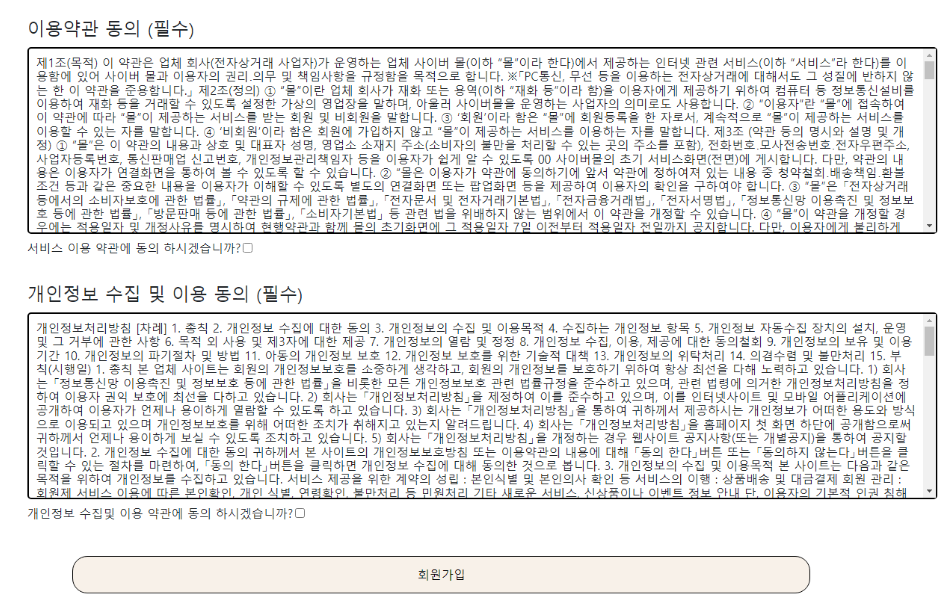 이용약관 동의 (필수)
제1조(목적) 이 약관은 업체 회사(전자상거래 사업자)가 운영하는 업체 사이버 몰(이하 “몰”이라 한다)에서 제공하는 인터넷 관련 서비스(이하 “서비스”라 한다)를 이
용함에 있어 사이버 몰과 이용자의 권리.의무 및 책임사항을 규정함을 목적으로 합니다. ※「PC통신, 무선 등을 이용하는 전자상거래에 대해서도 그 성질에 반하지 않
는 한 이 약관을 준용합니다.」 제2조(정의) ① “몰”이란 업체 회사가 재화 또는 용역(이하 “재화 등”이라 함)을 이용자에게 제공하기 위하여 컴퓨터 등 정보통신설비를
이용하여 재화 등을 거래할 수 있도록 설정한 가상의 영업장을 말하며, 아울러 사이버몰을 운영하는 사업자의 의미로도 사용합니다. ② “이용자”란 “몰”에 접속하여
이 약관에 따라 “몰”이 제공하는 서비스를 받는 회원 및 비회원을 말합니다. ③ ‘회원’이라 함은 “몰”에 회원등록을 한 자로서, 계속적으로 “몰”이 제공하는 서비스를
이용할 수 있는 자를 말합니다. ④ ‘비회원’이라 함은 회원에 가입하지 않고 “몰”이 제공하는 서비스를 이용하는 자를 말합니다. 제3조 (약관 등의 명시와 설명 및 개
정) ① “몰”은 이 약관의 내용과 상호 및 대표자 성명, 영업소 소재지 주소(소비자의 불만을 처리할 수 있는 곳의 주소를 포함), 전화번호.모사전송번호.전자우편주소,
사업자등록번호, 통신판매업 신고번호, 개인정보관리책임자 등을 이용자가 쉽게 알 수 있도록 00 사이버몰의 초기 서비스화면(전면)에 게시합니다. 다만, 약관의 내
용은 이용자가 연결화면을 통하여 볼 수 있도록 할 수 있습니다. ② “몰은 이용자가 약관에 동의하기에 앞서 약관에 정하여져 있는 내용 중 청약철회.배송책임.환불
조건 등과 같은 중요한 내용을 이용자가 이해할 수 있도록 별도의 연결화면 또는 팝업화면 등을 제공하여 이용자의 확인을 구하여야 합니다. ③ “몰”은 「전자상거래
등에서의 소비자보호에 관한 법률」, 「약관의 규제에 관한 법률」, 「전자문서 및 전자거래기본법」, 「전자금융거래법」, 「전자서명법」, 「정보통신망 이용촉진 및 정보보
호 등에 관한 법률」, 「방문판매 등에 관한 법률」, 「소비자기본법」 등 관련 법을 위배하지 않는 범위에서 이 약관을 개정할 수 있습니다. ④ “몰”이 약관을 개정할 경
우에는 적용일자 및 개정사유를 명시하여 현행약관과 함께 몰의 초기화면에 그 적용일자 7일 이전부터 적용일자 전일까지 공지합니다. 다만, 이용자에게 불리하게
서비스 이용 약관에 동의 하시겠습니까?
개인정보 수집 및 이용 동의 (필수)
개인정보처리방침 [차례] 1. 총칙 2. 개인정보 수집에 대한 동의 3. 개인정보의 수집 및 이용목적 4. 수집하는 개인정보 항목 5. 개인정보 자동수집 장치의 설치, 운영
및 그 거부에 관한 사항 6. 목적 외 사용 및 제3자에 대한 제공 7. 개인정보의 열람 및 정정 8. 개인정보 수집, 이용, 제공에 대한 동의철회 9. 개인정보의 보유 및 이용
기간 10. 개인정보의 파기절차 및 방법 11. 아동의 개인정보 보호 12. 개인정보 보호를 위한 기술적 대책 13. 개인정보의 위탁처리 14. 의겸수렴 및 불만처리 15. 부
칙(시행일) 1. 총칙 본 업체 사이트는 회원의 개인정보보호를 소중하게 생각하고, 회원의 개인정보를 보호하기 위하여 항상 최선을 다해 노력하고 있습니다. 1) 회사
는 「정보통신망 이용촉진 및 정보보호 등에 관한 법률」을 비롯한 모든 개인정보보호 관련 법률규정을 준수하고 있으며, 관련 법령에 의거한 개인정보처리방침을 정
하여 이용자 권익 보호에 최선을 다하고 있습니다. 2) 회사는 「개인정보처리방침」을 제정하여 이를 준수하고 있으며, 이를 인터넷사이트 및 모바일 어플리케이션에
공개하여 이용자가 언제나 용이하게 열람할 수 있도록 하고 있습니다. 3) 회사는 「개인정보처리방침」을 통하여 귀하께서 제공하시는 개인정보가 어떠한 용도와 방식
으로 이용되고 있으며 개인정보보호를 위해 어떠한 조치가 취해지고 있는지 알려드립니다. 4) 회사는 「개인정보처리방침」을 홈페이지 첫 화면 하단에 공개함으로써
귀하께서 언제나 용이하게 보실 수 있도록 조치하고 있습니다. 5) 회사는 「개인정보처리방침」을 개정하는 경우 웹사이트 공지사항(또는 개별공지)을 통하여 공지할
것입니다. 2. 개인정보 수집에 대한 동의 귀하께서 본 사이트의 개인정보보호방침 또는 이용약관의 내용에 대해 「동의 한다」버튼 또는 「동의하지 않는다」버튼을 클
릭할 수 있는 절차를 마련하여, 「동의 한다」버튼을 클릭하면 개인정보 수집에 대해 동의한 것으로 봅니다. 3. 개인정보의 수집 및 이용목적 본 사이트는 다음과 같은
목적을 위하여 개인정보를 수집하고 있습니다. 서비스 제공을 위한 계약의 성립 : 본인식별 및 본인의사 확인 등 서비스의 이행 : 상품배송 및 대금결제 회원 관리 :
회원제 서비스 이용에 따른 본인확인, 개인 식별, 연령확인, 불만처리 등 민원처리 기타 새로운 서비스, 신상품이나 이벤트 정보 안내 단, 이용자의 기본적 인권 침해
개인정보 수집및 이용 약관에 동의 하시겠습니까?
회원가입